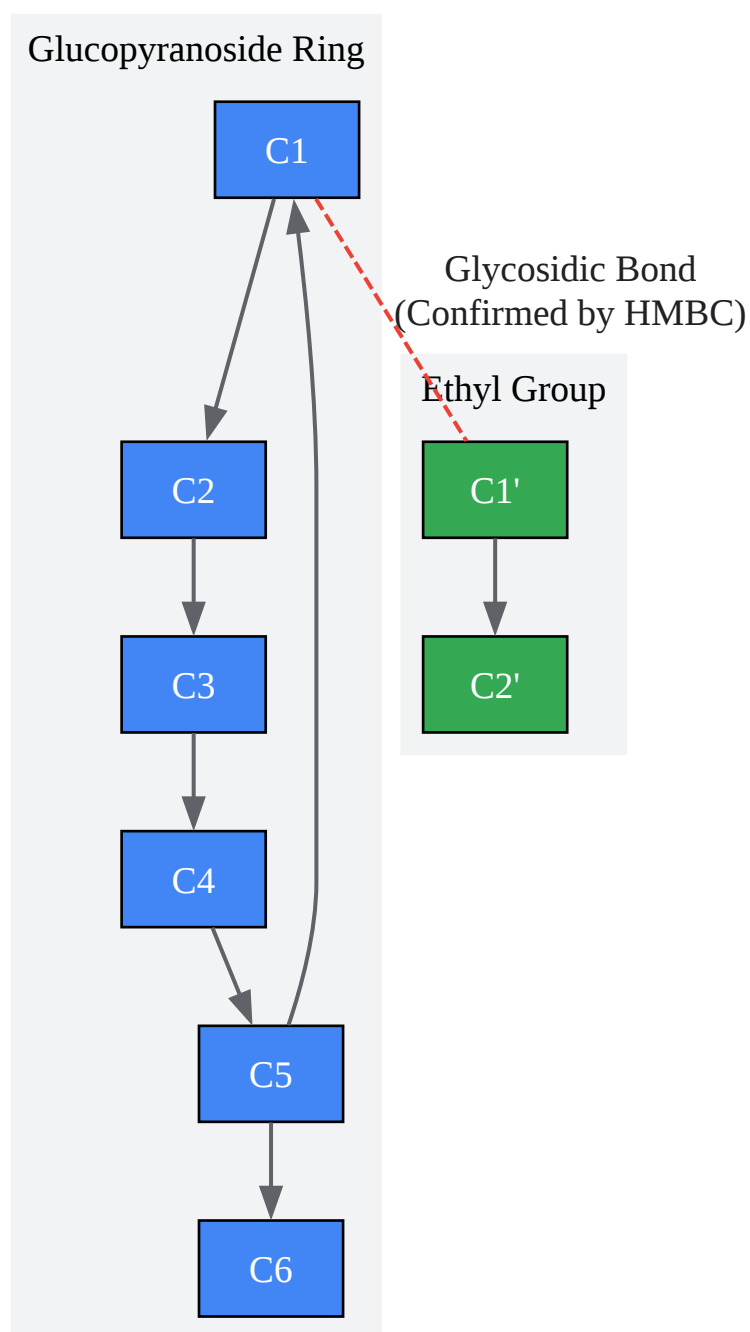 Glucopyranoside Ring
C1
Glycosidic Bond
(Confirmed by HMBC)
Ethyl Group
C2
C1'
C3
C2'
C4
C5
C6